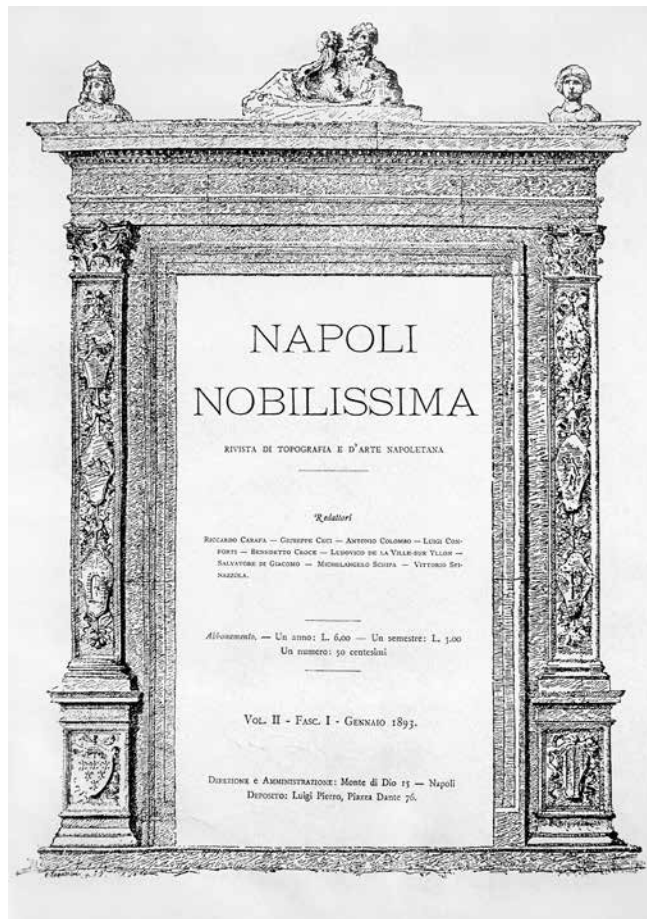 NAPOLI
NOBILISSIMA
RIVISTA DI TOPOGRAFIA E D'ARTE NAPOLETANA
Redattori
RICCARDO CARAFA — GIUSEPPE CECI — ANTONIO COLOMBO — LUIGI CON-
FORTI — BENEDETTO CROCE — LUDOVICO DE LA VILLE-SUR YLLON —
SALVATORE DI GIACOMO — MICHELANGELO SCHIPA — VITTORIO SPI-
NAZZOLA.
Abbonamento. — Un anno: L. 6,00 — Un semestre: L. 3.00
Un numero: 50 centesimi
VOL. II - FASC. I - GENNAIO 1893.
DIREZIONE E AMMINISTRAZIONE: Monte di Dio 15 — Napoli
DEPOSITO: Luigi Pierro, Piazza Dante 76.